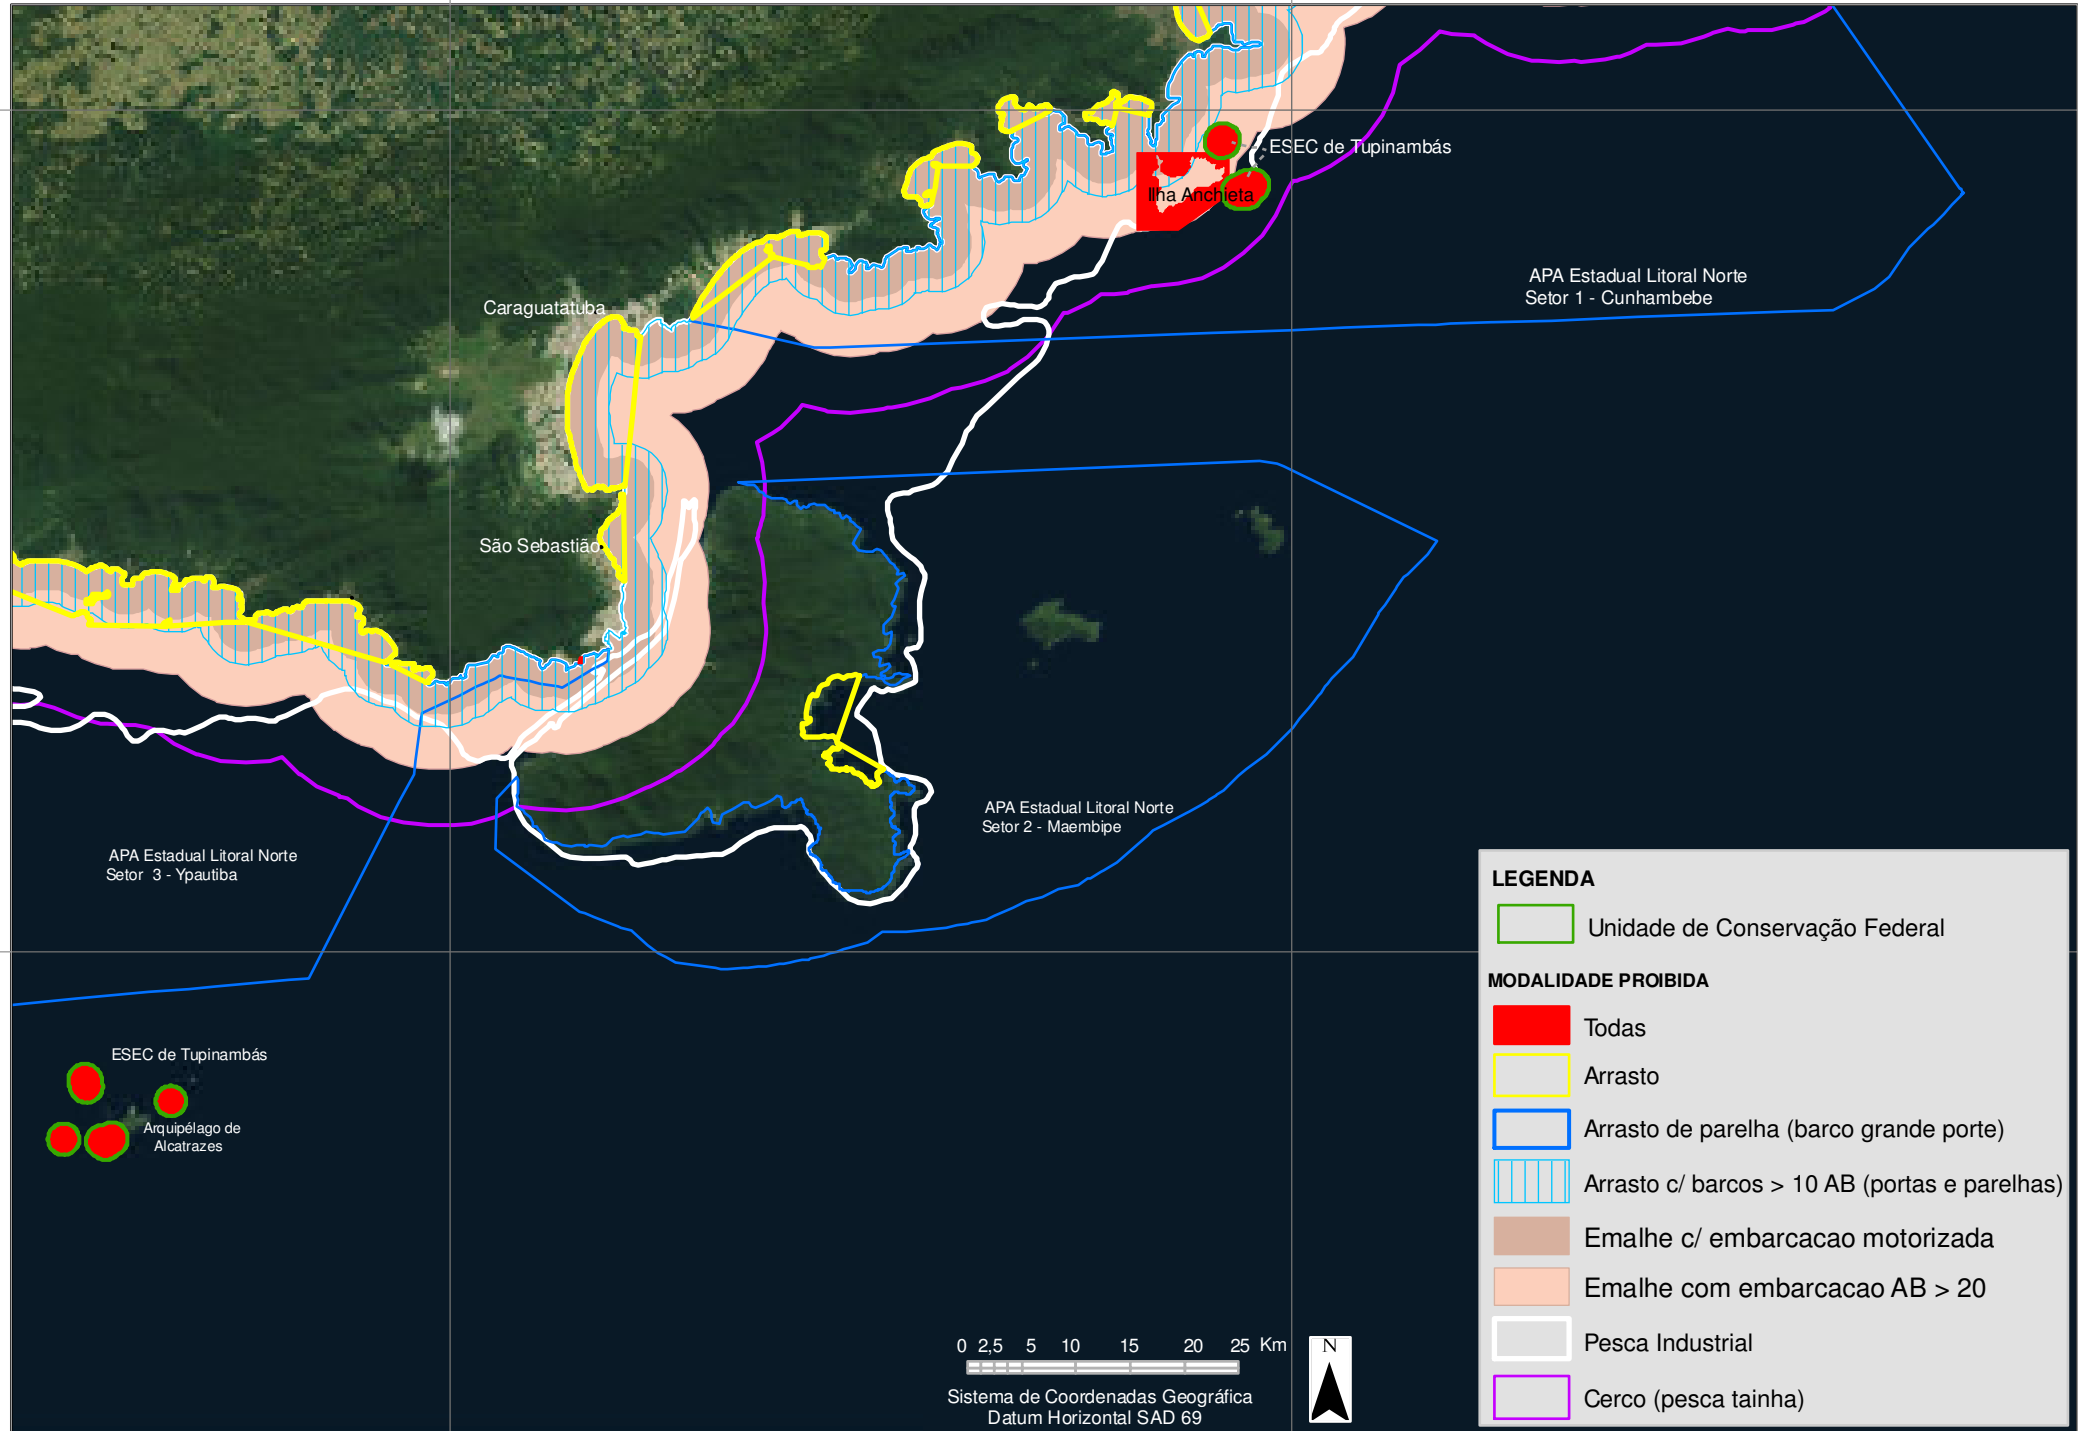 ESEC de Tupinambás
Ilha Anchieta
APA Estadual Litoral Norte
Setor 1 - Cunhambebe
Caraguatatuba
São Sebastião
APA Estadual Litoral Norte
Setor 2 - Maembipe
APA Estadual Litoral Norte
Setor 3 - Ypautiba
ESEC de Tupinambás
Arquipélago de
Alcatrazes
LEGENDA
Unidade de Conservação Federal
MODALIDADE PROIBIDA
Todas
Arrasto
Arrasto de parelha (barco grande porte)
Arrasto c/ barcos > 10 AB (portas e parelhas)
Emalhe c/ embarcacao motorizada
Emalhe com embarcacao AB > 20
Pesca Industrial
Cerco (pesca tainha)
0 2,5 5 10 15 20 25 Km
N
Sistema de Coordenadas Geográfica
Datum Horizontal SAD 69